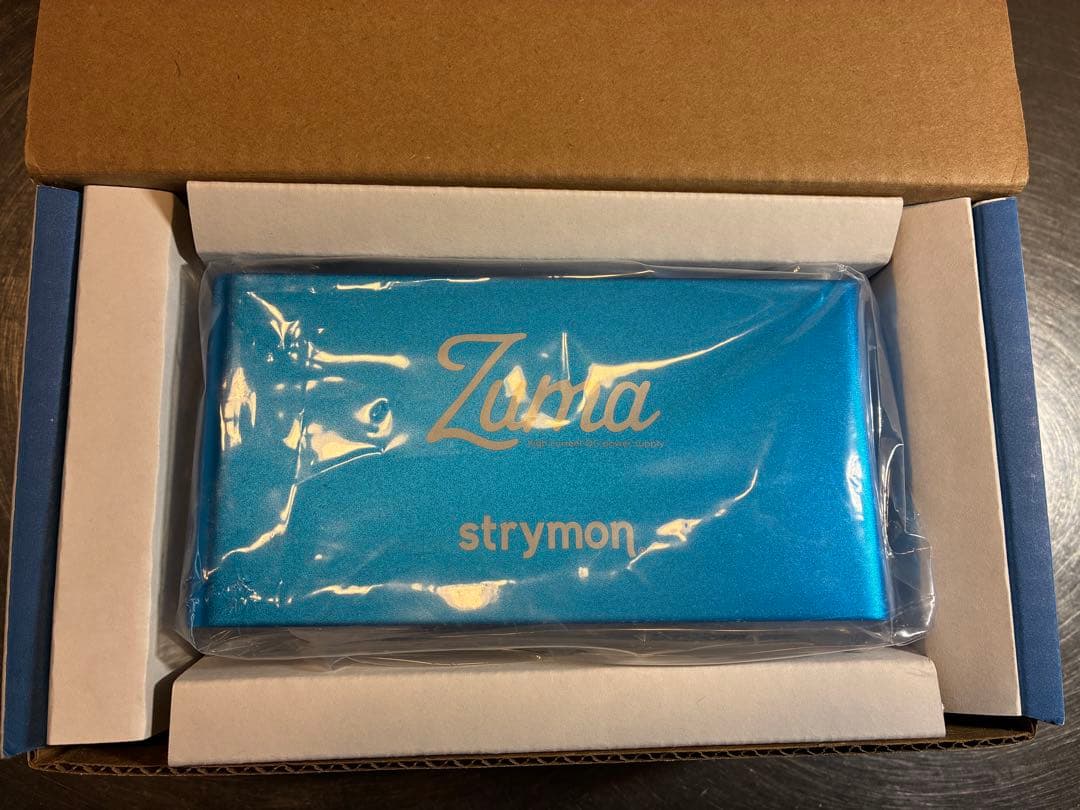 Zuma
high current DC power supply
strymon